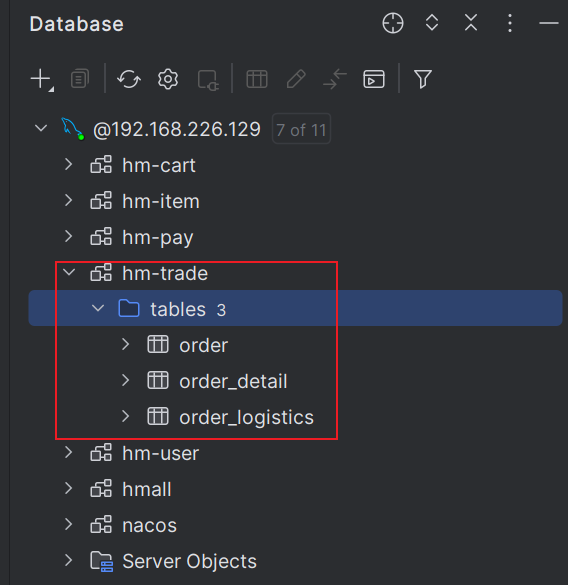 Database
@192.168.226.129 7 of 11
hm-cart
hm-item
hm-pay
hm-trade
tables 3
order
order_detail
order_logistics
hm-user
hmall
nacos
Server Objects